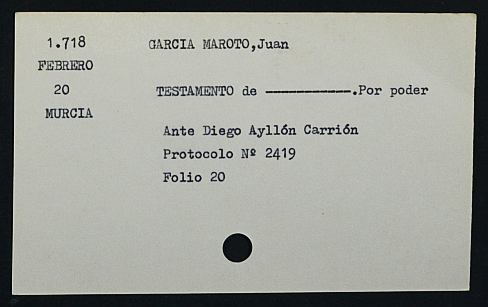 1.718
FEBRERO
20
MURCIA
GARCIA MAROTO,Juan
TESTAMENTO de -----------.Por poder
Ante Diego Ayllón Carrión
Protocolo Nº 2419
Folio 20